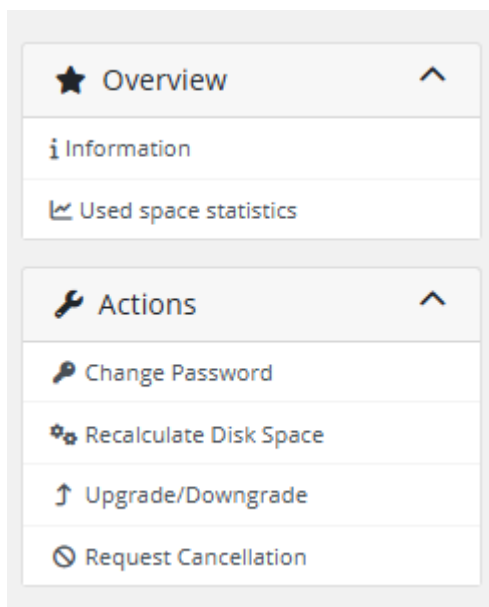 Overview
Information
Used space statistics
Actions
Change Password
Recalculate Disk Space
Upgrade/Downgrade
Request Cancellation